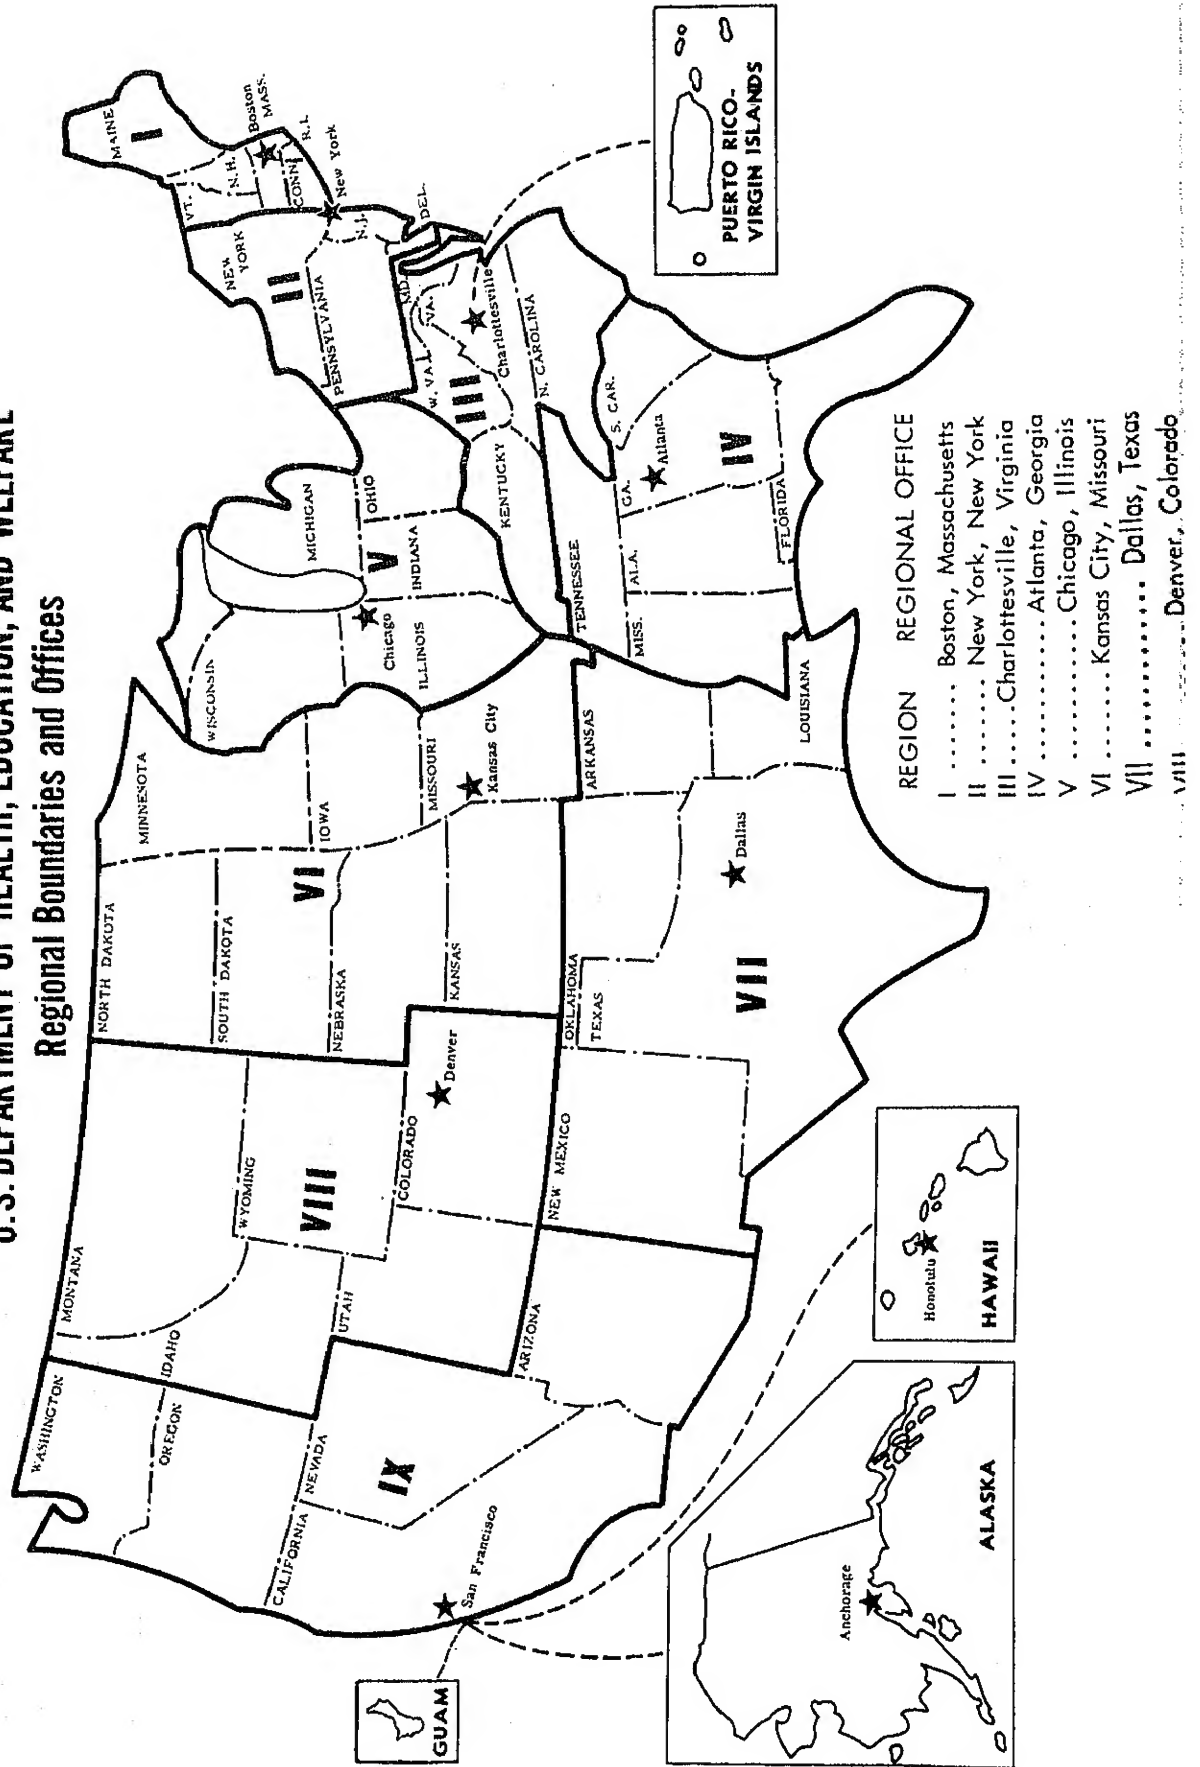 U.S. DEPARTMENT OF HEALTH, EDUCATION, AND WELFARE
Regional Boundaries and Offices
WASHINGTON
OREGON
CALIFORNIA
NEVADA
IDAHO
MONTANA
WYOMING
UTAH
COLORADO
ARIZONA
NEW MEXICO
NORTH DAKOTA
SOUTH DAKOTA
NEBRASKA
KANSAS
OKLAHOMA
TEXAS
MINNESOTA
IOWA
MISSOURI
ARKANSAS
LOUISIANA
WISCONSIN
ILLINOIS
MICHIGAN
INDIANA
OHIO
KENTUCKY
TENNESSEE
MISS.
ALA.
GA.
FLORIDA
S. CAR.
N. CAROLINA
W. VA.
VA.
MD.
DEL.
PENNSYLVANIA
N.J.
NEW
YORK
VT.
N.H.
MAINE
MASS.
CONN
R.I.
Boston
New York
Charlottesville
Atlanta
Chicago
Kansas City
Dallas
Denver
San Francisco
I
II
III
IV
V
VI
VII
VIII
IX
GUAM
Anchorage
ALASKA
Honolulu
HAWAII
PUERTO RICO-
VIRGIN ISLANDS
REGION REGIONAL OFFICE
I ....... Boston, Massachusetts
II ....... New York, New York
III .....Charlottesville, Virginia
IV ........... Atlanta, Georgia
V ............Chicago, Illinois
VI .......Kansas City, Missouri
VII ............ Dallas, Texas
VIII ........Denver, Colorado